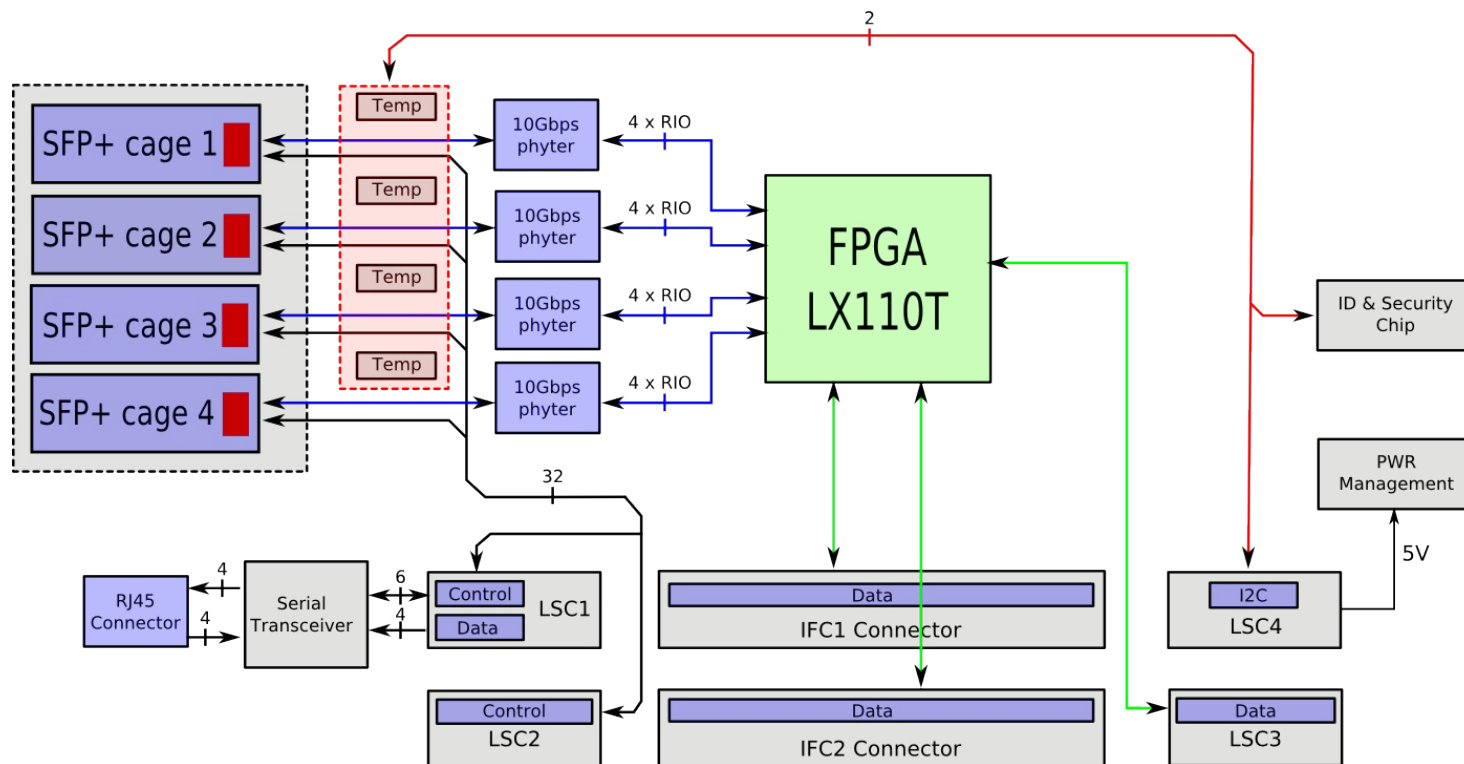 2
Temp
SFP+ cage 1
10Gbps
phyter
4 x RIO
Temp
SFP+ cage 2
10Gbps
phyter
4 x RIO
FPGA
LX110T
Temp
SFP+ cage 3
10Gbps
phyter
4 x RIO
ID & Security
Chip
Temp
SFP+ cage 4
10Gbps
phyter
4 x RIO
PWR
Management
32
5V
RJ45
Connector
4
4
Serial
Transceiver
6
4
Control
Data
LSC1
Data
IFC1 Connector
I2C
LSC4
Control
LSC2
Data
IFC2 Connector
Data
LSC3